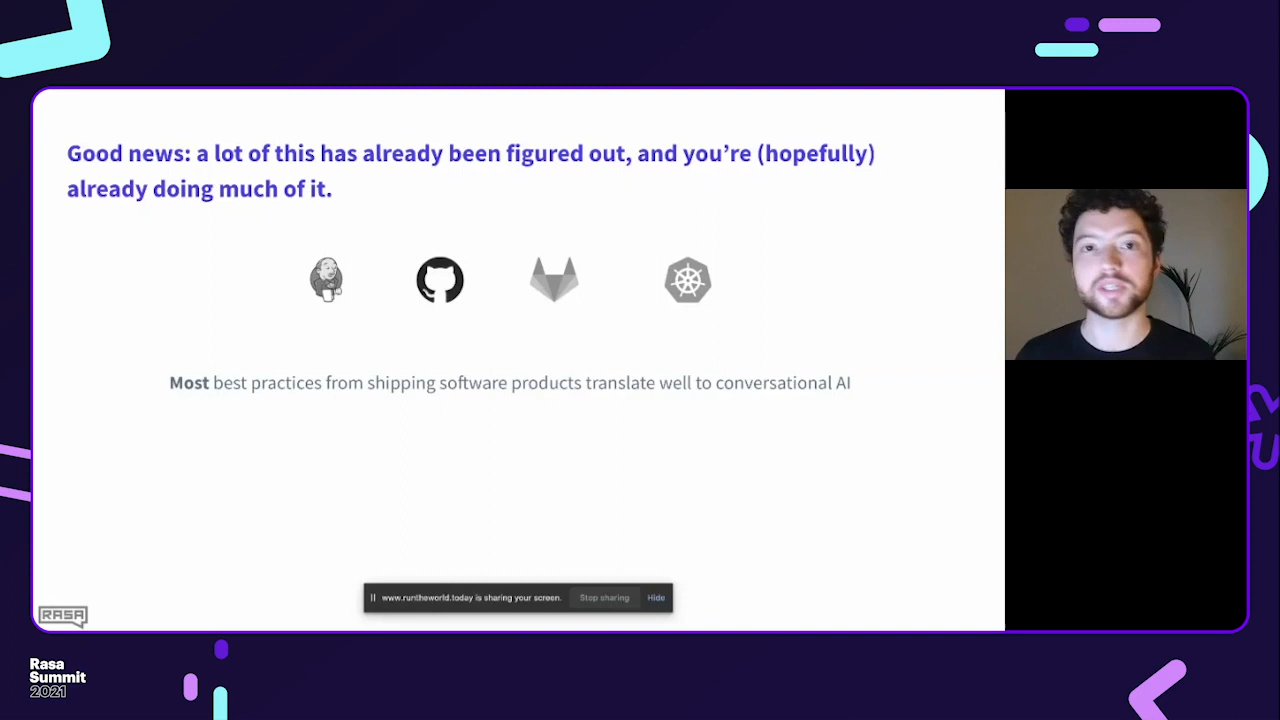 Good news: a lot of this has already been figured out, and you’re (hopefully)
already doing much of it.
Most best practices from shipping software products translate well to conversational AI
www.runtheworld.today is sharing your screen. Stop sharing Hide
RASA
Rasa
Summit
2021